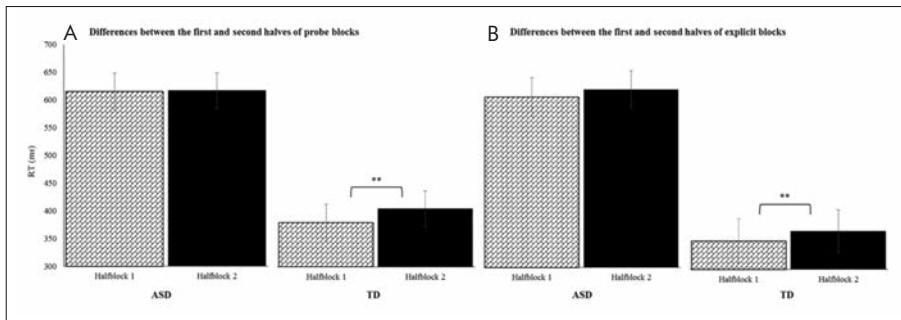 A Differences between the first and second halves of probe blocks
B Differences between the first and second halves of explicit blocks
700
650
600
550
500
450
400
350
300
RT (ms)
**
**
Halfblock 1 Halfblock 2 Halfblock 1 Halfblock 2 Halfblock 1 Halfblock 2 Halfblock 1 Halfblock 2
ASD TD ASD TD